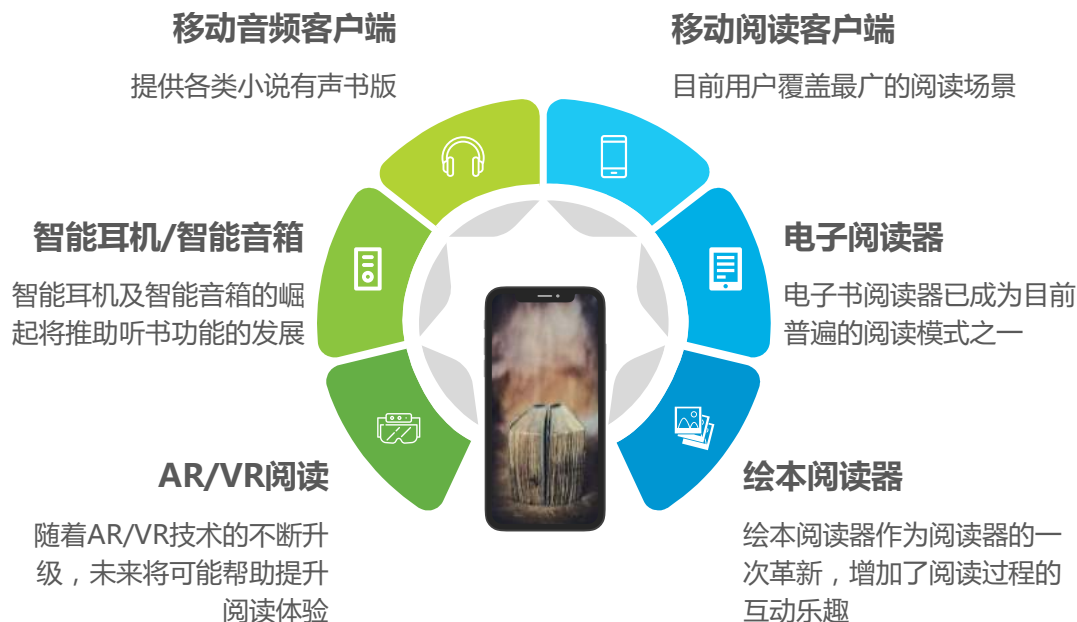 移动音频客户端
提供各类小说有声书版
移动阅读客户端
目前用户覆盖最广的阅读场景
智能耳机/智能音箱
智能耳机及智能音箱的崛
起将推助听书功能的发展
电子阅读器
电子书阅读器已成为目前
普遍的阅读模式之一
AR/VR阅读
随着AR/VR技术的不断升
级，未来将可能帮助提升
阅读体验
绘本阅读器
绘本阅读器作为阅读器的一
次革新，增加了阅读过程的
互动乐趣